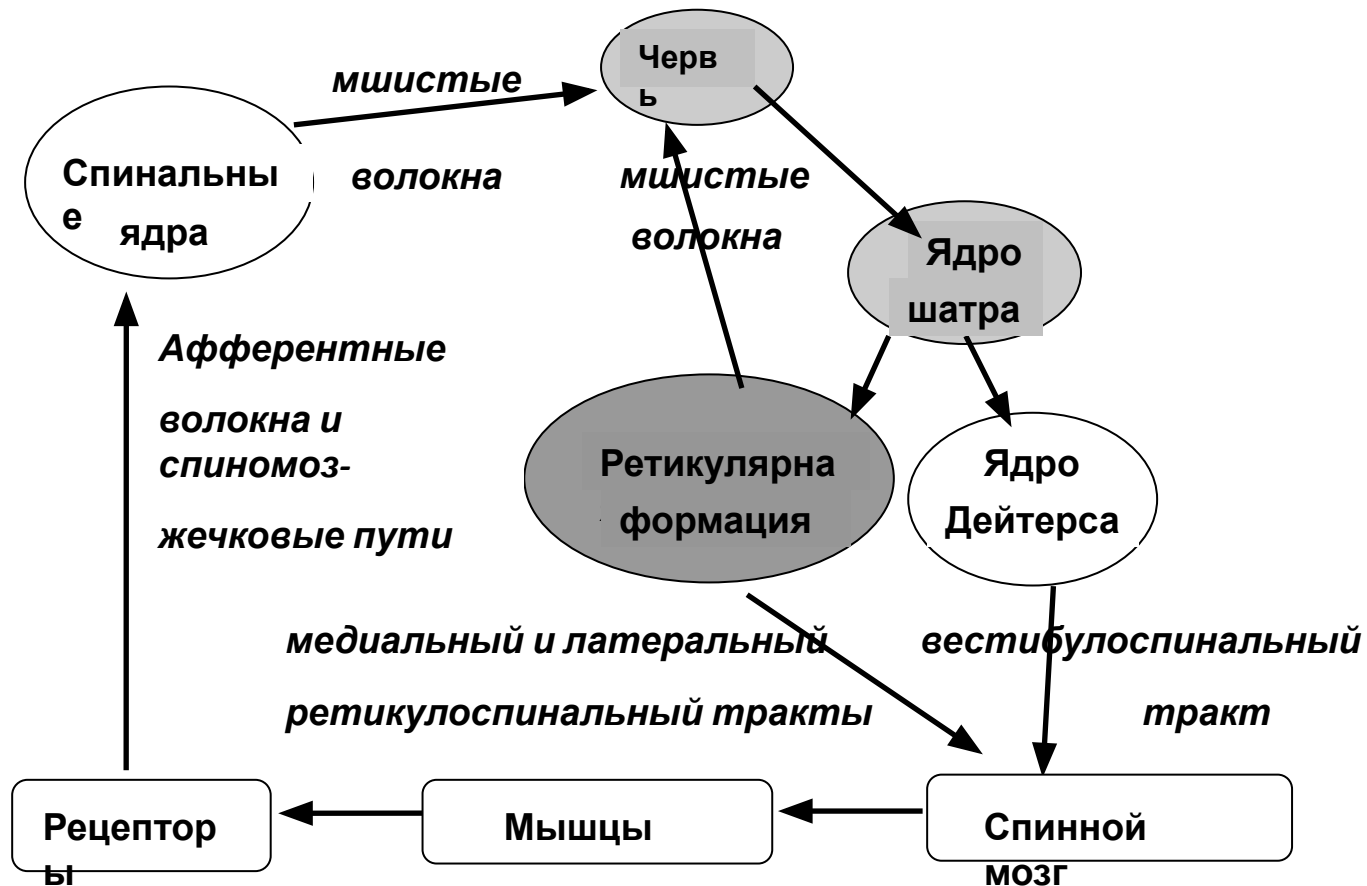 Черв
ь
мшистые
волокна
Спинальны
е
ядра
мшистые
волокна
Ядро
шатра
Афферентные
волокна и
спиномоз-
жечковые пути
Ретикулярна
формация
Ядро
Дейтерса
медиальный и латеральный
ретикулоспинальный тракты
вестибулоспинальный
тракт
Рецептор
ы
Мышцы
Спинной
мозг